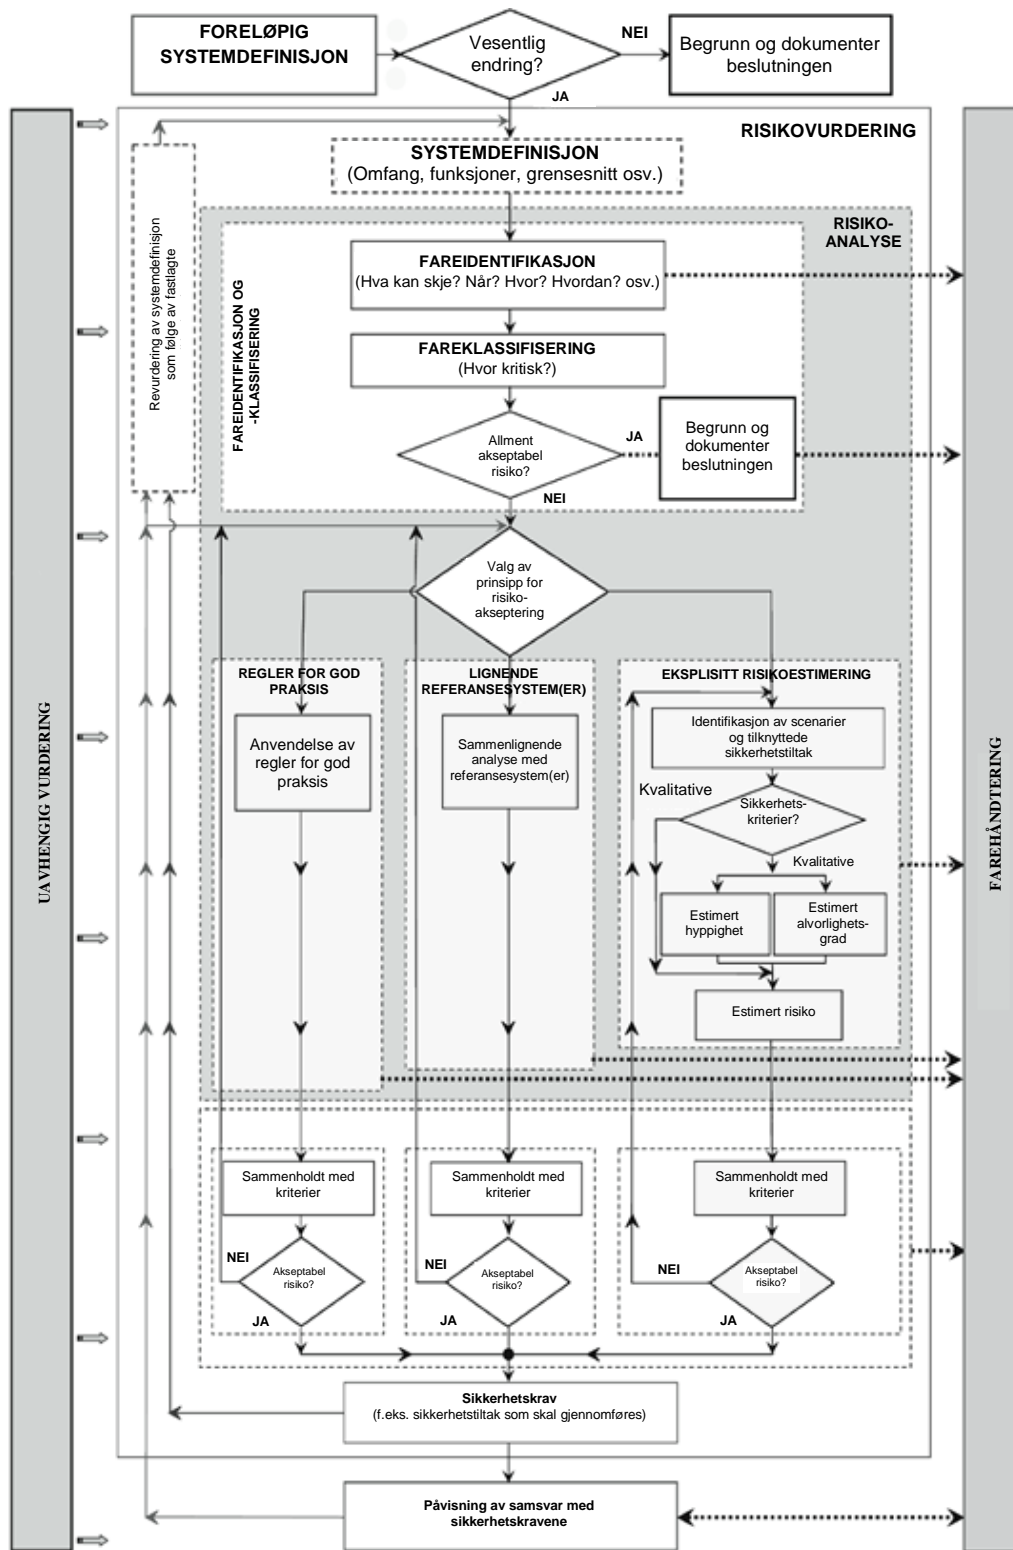 FORELØPIG
SYSTEMDEFINISJON
Vesentlig
endring?
NEI
Begrunn og dokumenter
beslutningen
JA
UAVHENGIG VURDERING
RISIKOVURDERING
SYSTEMDEFINISJON
(Omfang, funksjoner, grensesnitt osv.)
Revurdering av systemdefinisjon
som følge av fastlagte
RISIKO-
ANALYSE
FAREIDENTIFIKASJON OG
-KLASSIFISERING
FAREIDENTIFIKASJON
(Hva kan skje? Når? Hvor? Hvordan? osv.)
FAREKLASSIFISERING
(Hvor kritisk?)
Allment
akseptabel
risiko?
JA
Begrunn og
dokumenter
beslutningen
NEI
Valg av
prinsipp for
risiko-
akseptering
REGLER FOR GOD
PRAKSIS
Anvendelse av
regler for god
praksis
LIGNENDE
REFERANSESYSTEM(ER)
Sammenlignende
analyse med
referansesystem(er)
EKSPLISITT RISIKOESTIMERING
Identifikasjon av scenarier
og tilknyttede
sikkerhetstiltak
Kvalitative
Sikkerhets-
kriterier?
Kvalitative
Estimert
hyppighet
Estimert
alvorlighets-
grad
Estimert risiko
FAREHÅNDTERING
Sammenholdt med
kriterier
NEI
Akseptabel
risiko?
JA
Sammenholdt med
kriterier
NEI
Akseptabel
risiko?
JA
Sammenholdt med
kriterier
NEI
Akseptabel
risiko?
JA
Sikkerhetskrav
(f.eks. sikkerhetstiltak som skal gjennomføres)
Påvisning av samsvar med
sikkerhetskravene